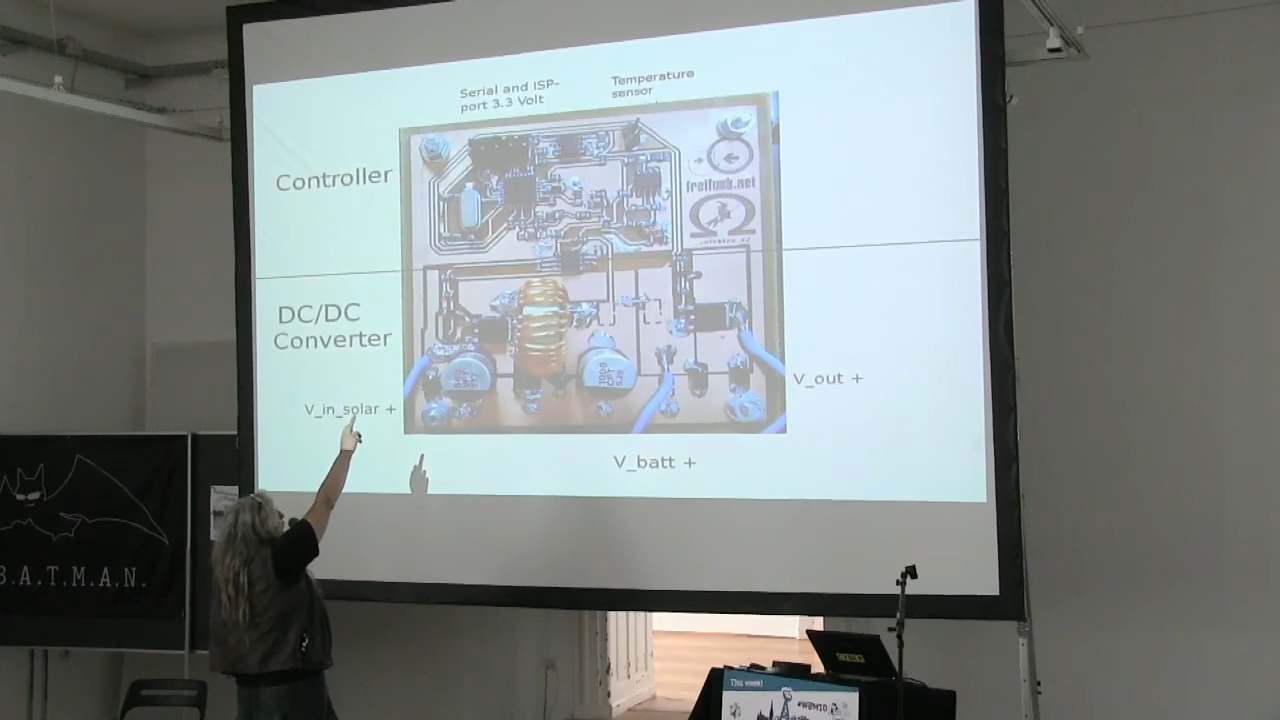 Serial and ISP-
port 3.3 Volt
Temperature
sensor
Controller
freifunk.net
DC/DC
Converter
V_in_solar +
V_out +
V_batt +
B.A.T.M.A.N.
This week!